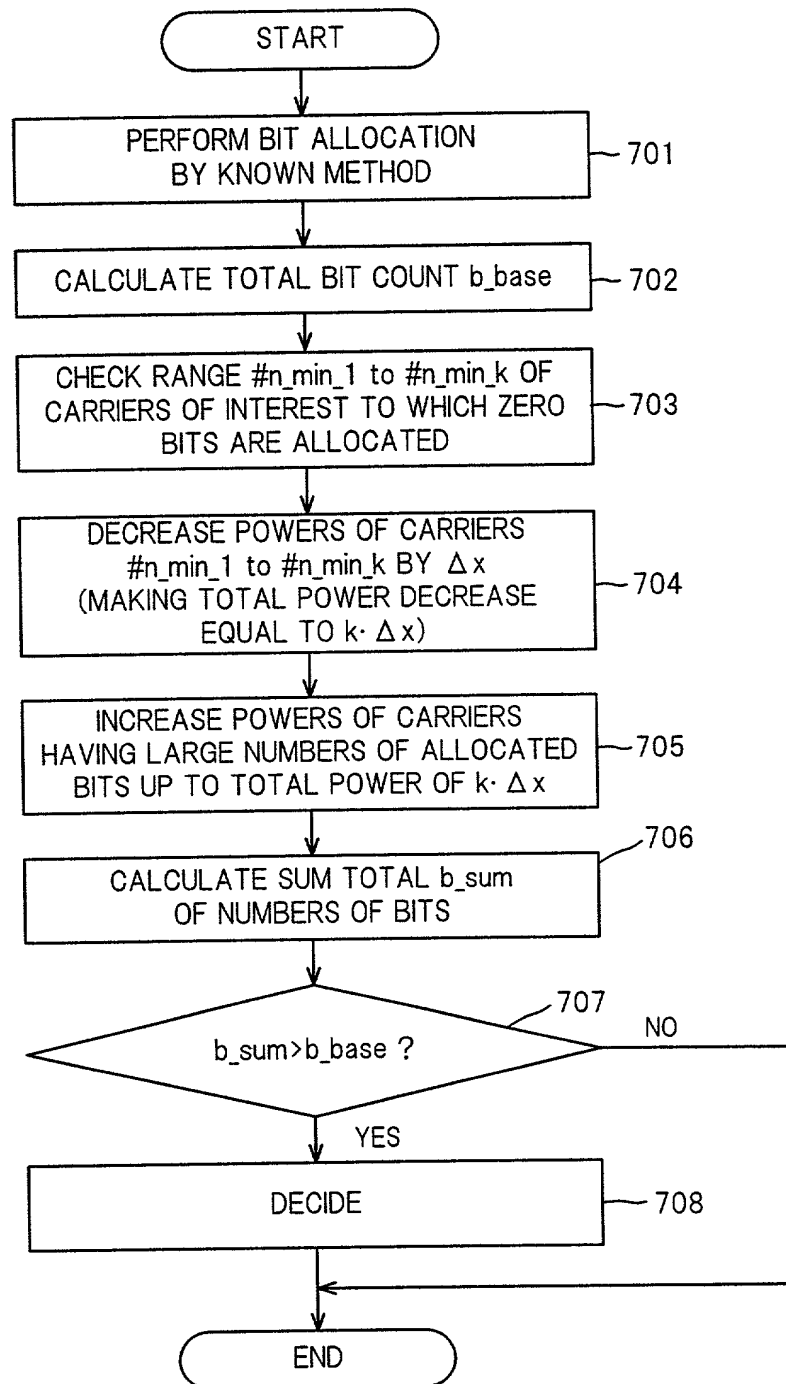 START
PERFORM BIT ALLOCATION
BY KNOWN METHOD
701
CALCULATE TOTAL BIT COUNT b_base
702
CHECK RANGE #n_min_1 to #n_min_k OF
CARRIERS OF INTEREST TO WHICH ZERO
BITS ARE ALLOCATED
703
DECREASE POWERS OF CARRIERS
#n_min_1 to #n_min_k BY Δx
(MAKING TOTAL POWER DECREASE
EQUAL TO k· Δx)
704
INCREASE POWERS OF CARRIERS
HAVING LARGE NUMBERS OF ALLOCATED
BITS UP TO TOTAL POWER OF k· Δx
705
706
CALCULATE SUM TOTAL b_sum
OF NUMBERS OF BITS
707
b_sum>b_base ?
NO
YES
DECIDE
708
END